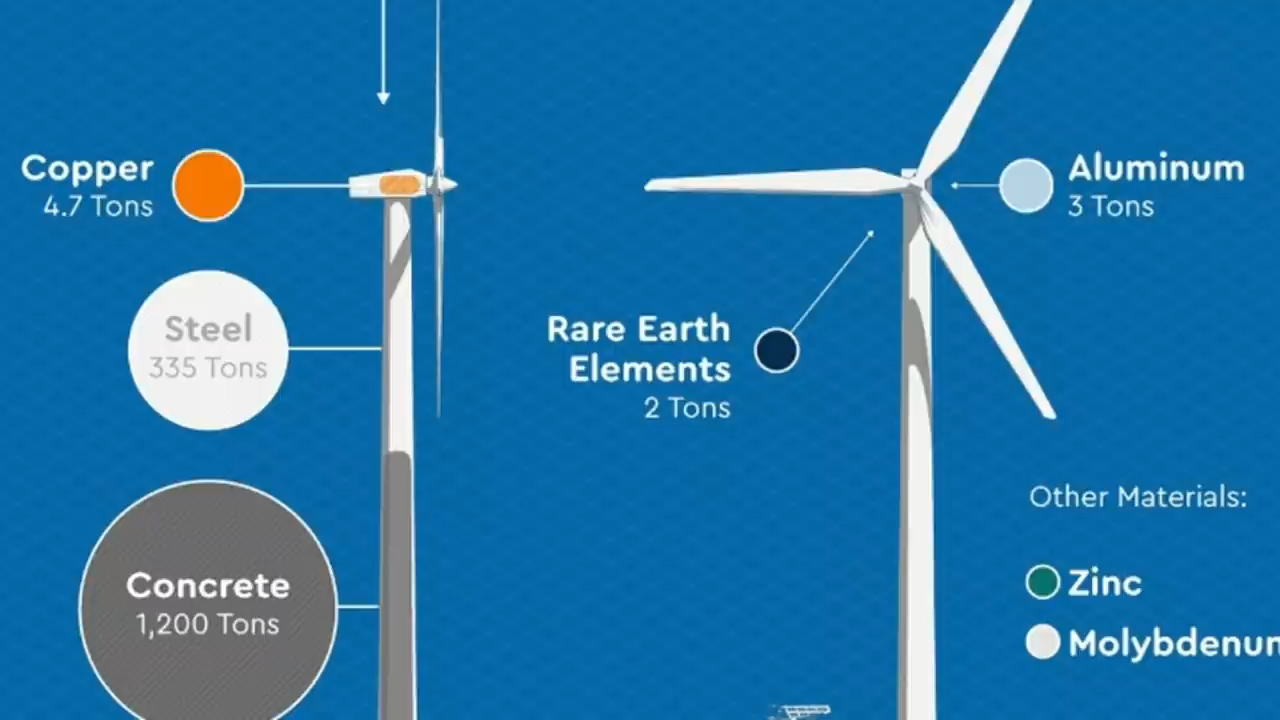 Copper
4.7 Tons
Steel
335 Tons
Concrete
1,200 Tons
Rare Earth
Elements
2 Tons
Aluminum
3 Tons
Other Materials:
Zinc
Molybdenum